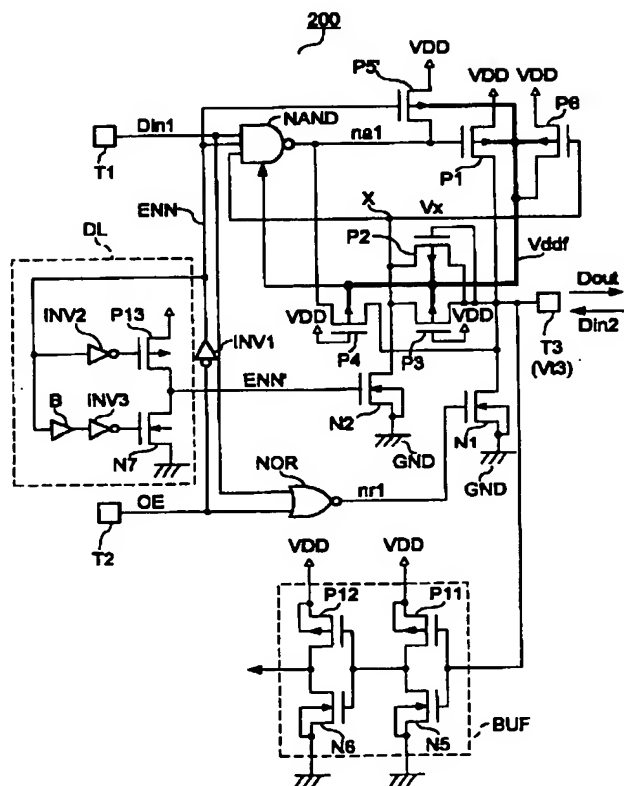 200
VDD
P5'
VDD VDD
P6
NAND
Din1
na1
T1
P1
X Vx
ENN
P2
Vddf
DL
Dout
VDD
VDD
Din2
P13
INV2
INV1
P4
P3
T3
(Vt3)
ENN'
B INV3
N2
N1
N7
NOR
GND
GND
OE
nr1
T2
VDD VDD
P12 P11
N6 N5
BUF